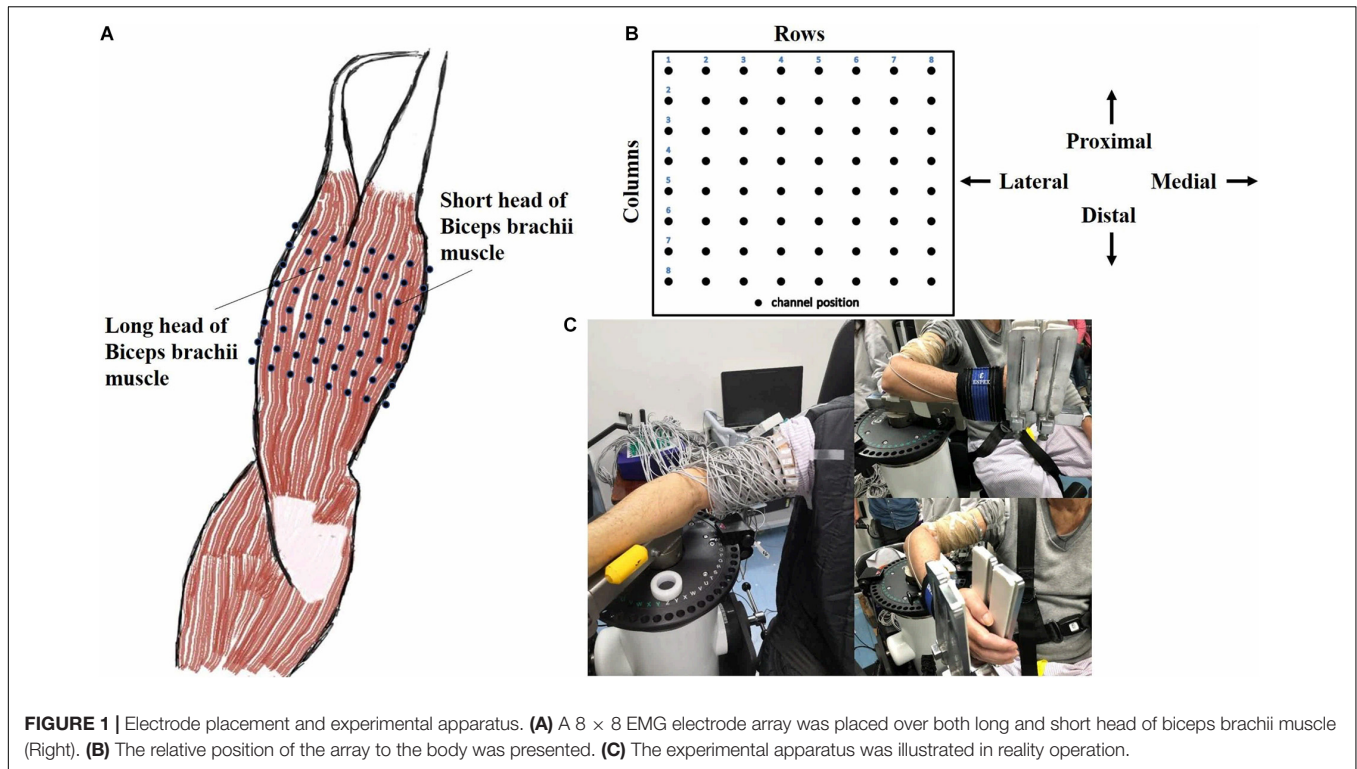 A
Short head of
Biceps brachii
muscle
Long head of
Biceps brachii
muscle
B
Rows
Columns
1 2 3 4 5 6 7 8
2
3
4
5
6
7
8
channel position
Proximal
Lateral
Medial
Distal
C
FIGURE 1 | Electrode placement and experimental apparatus. (A) A 8 × 8 EMG electrode array was placed over both long and short head of biceps brachii muscle
(Right). (B) The relative position of the array to the body was presented. (C) The experimental apparatus was illustrated in reality operation.